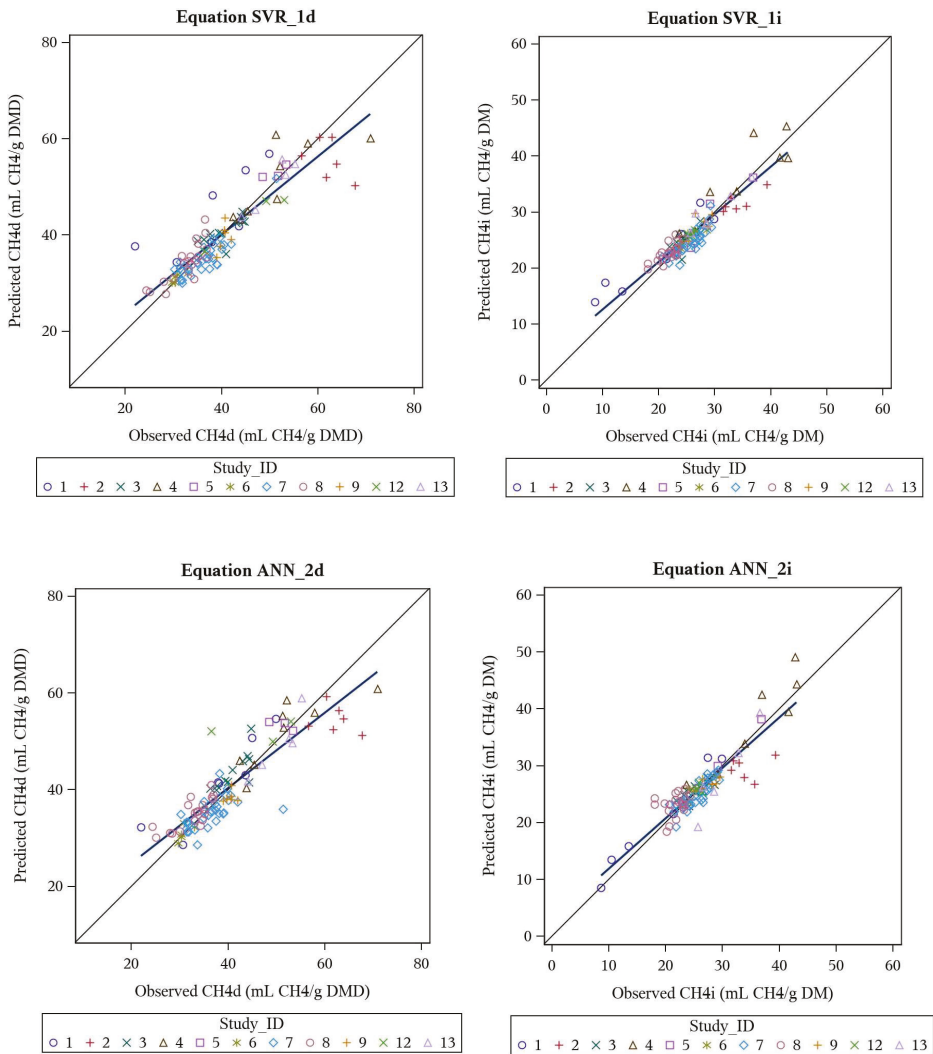 Equation SVR_1d
80
60
40
20
Predicted CH4d (mL CH4/g DMD)
20 40 60 80
Observed CH4d (mL CH4/g DMD)
Study_ID
1 2 3 4 5 6 7 8 9 12 13
Equation SVR_1i
60
50
40
30
20
10
0
Predicted CH4i (mL CH4/g DM)
0 10 20 30 40 50 60
Observed CH4i (mL CH4/g DM)
Study_ID
1 2 3 4 5 6 7 8 9 12 13
Equation ANN_2d
80
60
40
20
Predicted CH4d (mL CH4/g DMD)
20 40 60 80
Observed CH4d (mL CH4/g DMD)
Study_ID
1 2 3 4 5 6 7 8 9 12 13
Equation ANN_2i
60
50
40
30
20
10
0
Predicted CH4i (mL CH4/g DM)
0 10 20 30 40 50 60
Observed CH4i (mL CH4/g DM)
Study_ID
1 2 3 4 5 6 7 8 9 12 13